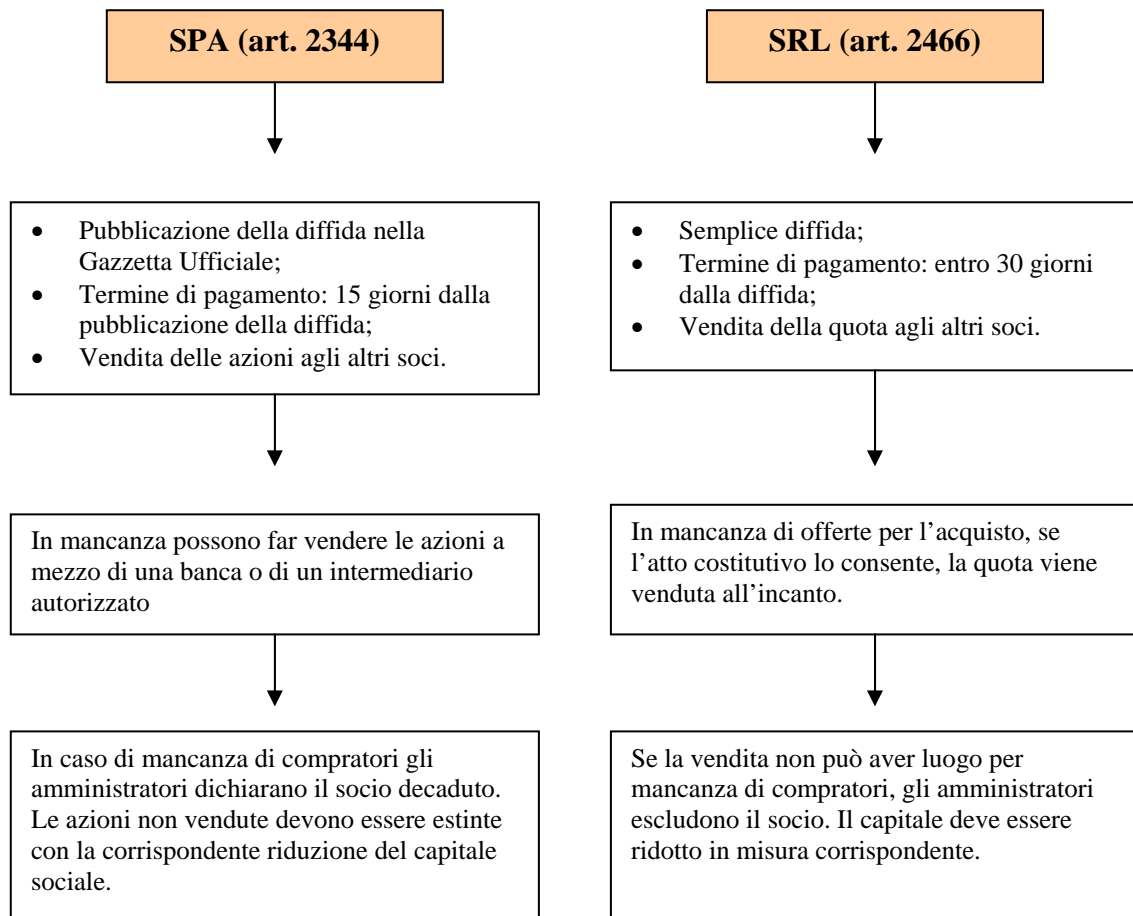 SPA (art. 2344)
• Pubblicazione della diffida nella
Gazzetta Ufficiale;
• Termine di pagamento: 15 giorni dalla
pubblicazione della diffida;
• Vendita delle azioni agli altri soci.
In mancanza possono far vendere le azioni a
mezzo di una banca o di un intermediario
autorizzato
In caso di mancanza di compratori gli
amministratori dichiarano il socio decaduto.
Le azioni non vendute devono essere estinte
con la corrispondente riduzione del capitale
sociale.
SRL (art. 2466)
• Semplice diffida;
• Termine di pagamento: entro 30 giorni
dalla diffida;
• Vendita della quota agli altri soci.
In mancanza di offerte per l’acquisto, se
l’atto costitutivo lo consente, la quota viene
venduta all’incanto.
Se la vendita non può aver luogo per
mancanza di compratori, gli amministratori
escludono il socio. Il capitale deve essere
ridotto in misura corrispondente.